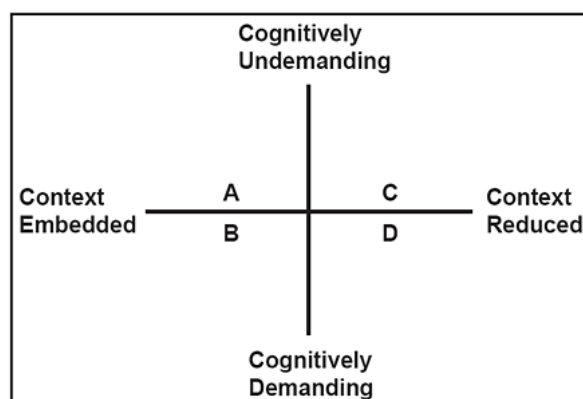 Cognitively
Undemanding
A
C
Context
Embedded
Context
Reduced
B
D
Cognitively
Demanding